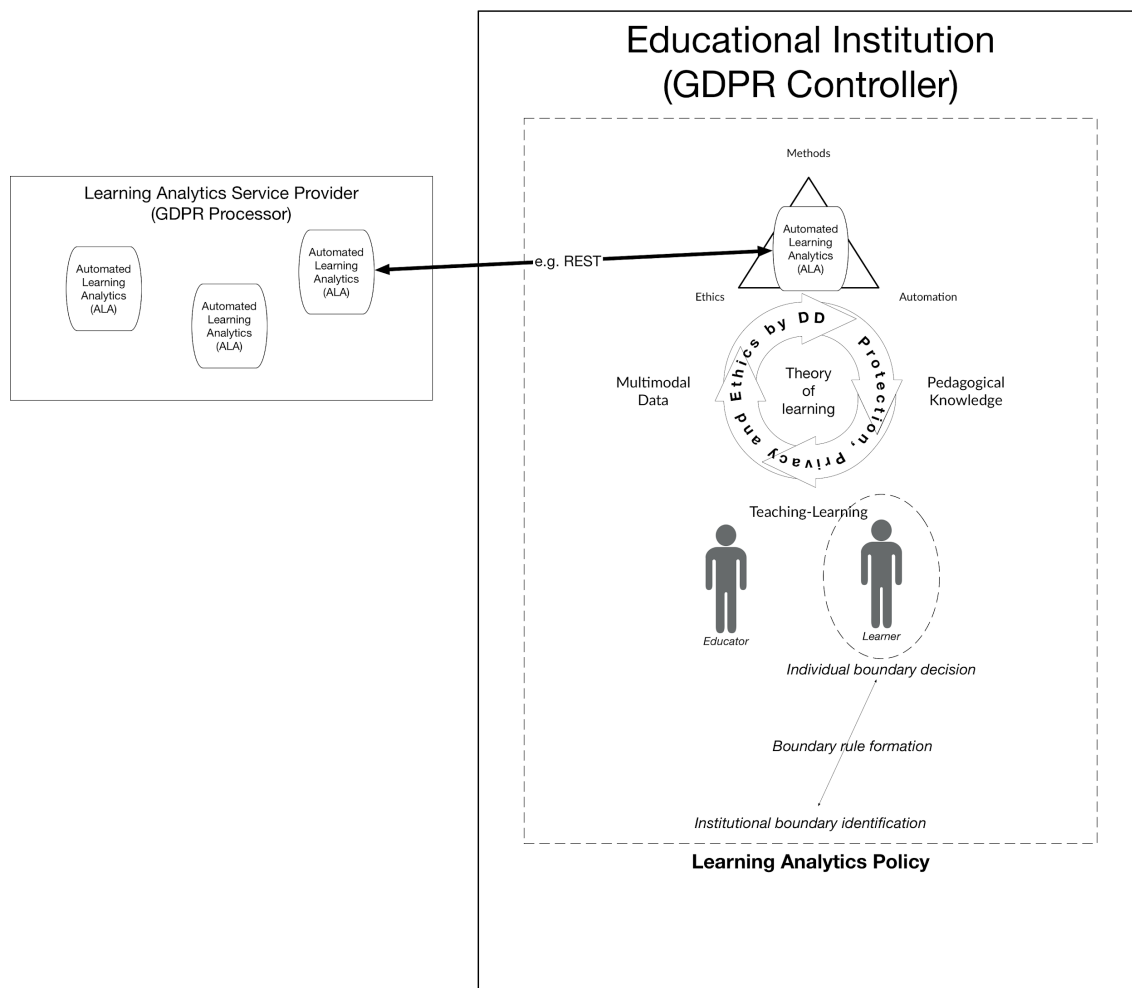 Educational Institution
(GDPR Controller)
Learning Analytics Service Provider
(GDPR Processor)
Automated
Learning
Analytics
(ALA)
Automated
Learning
Analytics
(ALA)
Automated
Learning
Analytics
(ALA)
e.g. REST
Methods
Automated
Learning
Analytics
(ALA)
Ethics
Automation
Protection, Privacy and Ethics by DD
Theory
of
learning
Multimodal
Data
Pedagogical
Knowledge
Teaching-Learning
Educator
Learner
Individual boundary decision
Boundary rule formation
Institutional boundary identification
Learning Analytics Policy